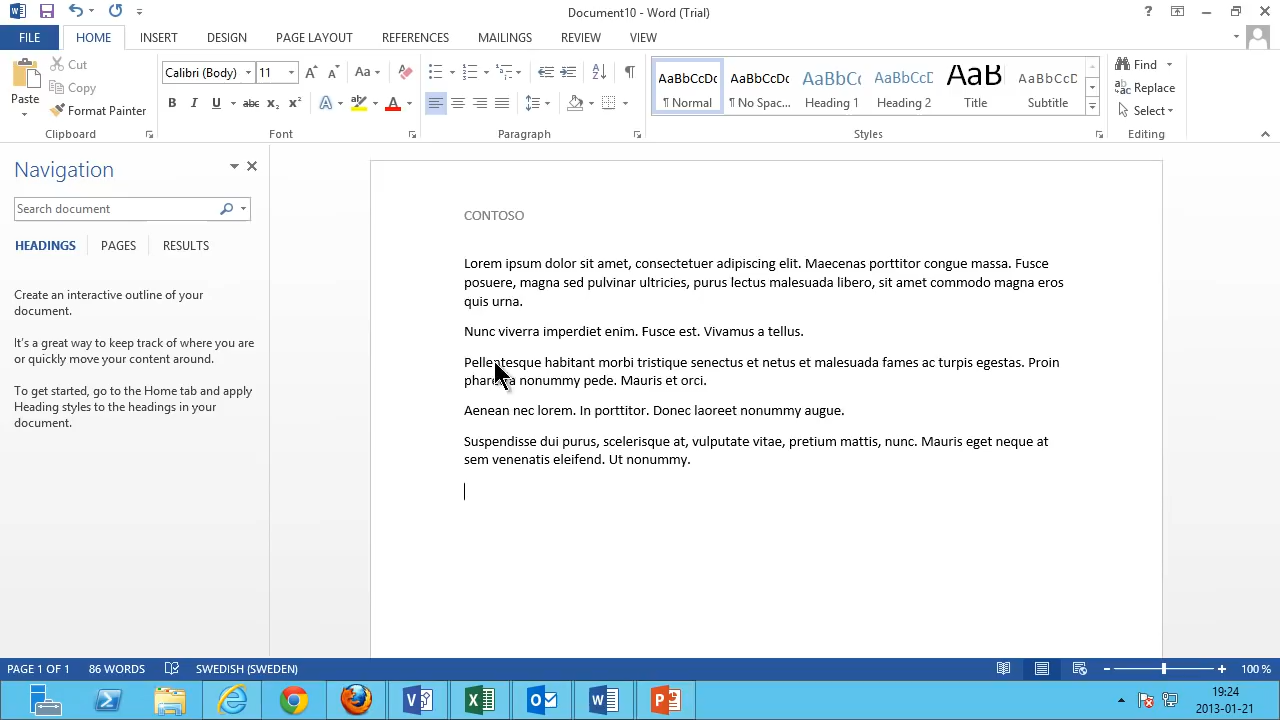 Document10 - Word (Trial)
FILE HOME INSERT DESIGN PAGE LAYOUT REFERENCES MAILINGS REVIEW VIEW
Paste
Cut
Copy
Format Painter
Clipboard
Calibri (Body) 11
Font
Paragraph
AaBbCcDc AaBbCcDc AaBbCc AaBbCcD AaB AaBbCcD
¶ Normal ¶ No Spac... Heading 1 Heading 2 Title Subtitle
Styles
Find
Replace
Select
Editing
Navigation
Search document
HEADINGS PAGES RESULTS
Create an interactive outline of your
document.
It's a great way to keep track of where you are
or quickly move your content around.
To get started, go to the Home tab and apply
Heading styles to the headings in your
document.
CONTOSO
Lorem ipsum dolor sit amet, consectetuer adipiscing elit. Maecenas porttitor congue massa. Fusce
posuere, magna sed pulvinar ultricies, purus lectus malesuada libero, sit amet commodo magna eros
quis urna.
Nunc viverra imperdiet enim. Fusce est. Vivamus a tellus.
Pellentesque habitant morbi tristique senectus et netus et malesuada fames ac turpis egestas. Proin
pharetra nonummy pede. Mauris et orci.
Aenean nec lorem. In porttitor. Donec laoreet nonummy augue.
Suspendisse dui purus, scelerisque at, vulputate vitae, pretium mattis, nunc. Mauris eget neque at
sem venenatis eleifend. Ut nonummy.
PAGE 1 OF 1 86 WORDS SWEDISH (SWEDEN) 100 %
19:24
2013-01-21